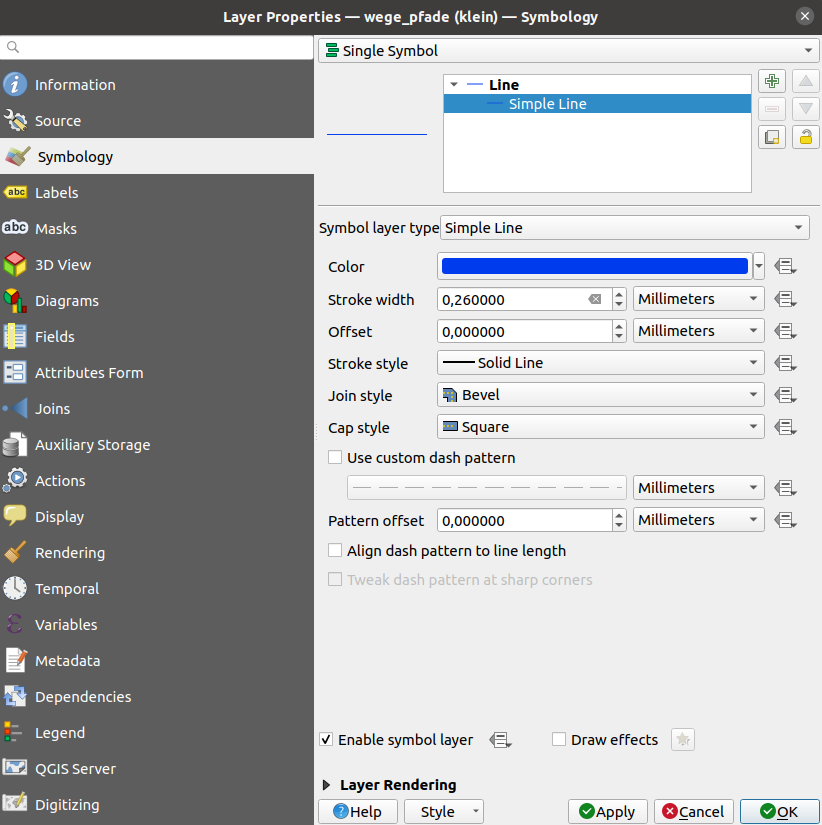 Layer Properties — wege_pfade (klein) — Symbology
Information
Source
Symbology
abc Labels
abc Masks
3D View
Diagrams
Fields
Attributes Form
Joins
Auxiliary Storage
Actions
Display
Rendering
Temporal
Variables
Metadata
Dependencies
Legend
QGIS Server
Digitizing
Single Symbol
Line
Simple Line
Symbol layer type Simple Line
Color
Stroke width 0,260000 Millimeters
Offset 0,000000 Millimeters
Stroke style Solid Line
Join style Bevel
Cap style Square
Use custom dash pattern
Millimeters
Pattern offset 0,000000 Millimeters
Align dash pattern to line length
Tweak dash pattern at sharp corners
Enable symbol layer Draw effects
Layer Rendering
Help Style Apply Cancel OK